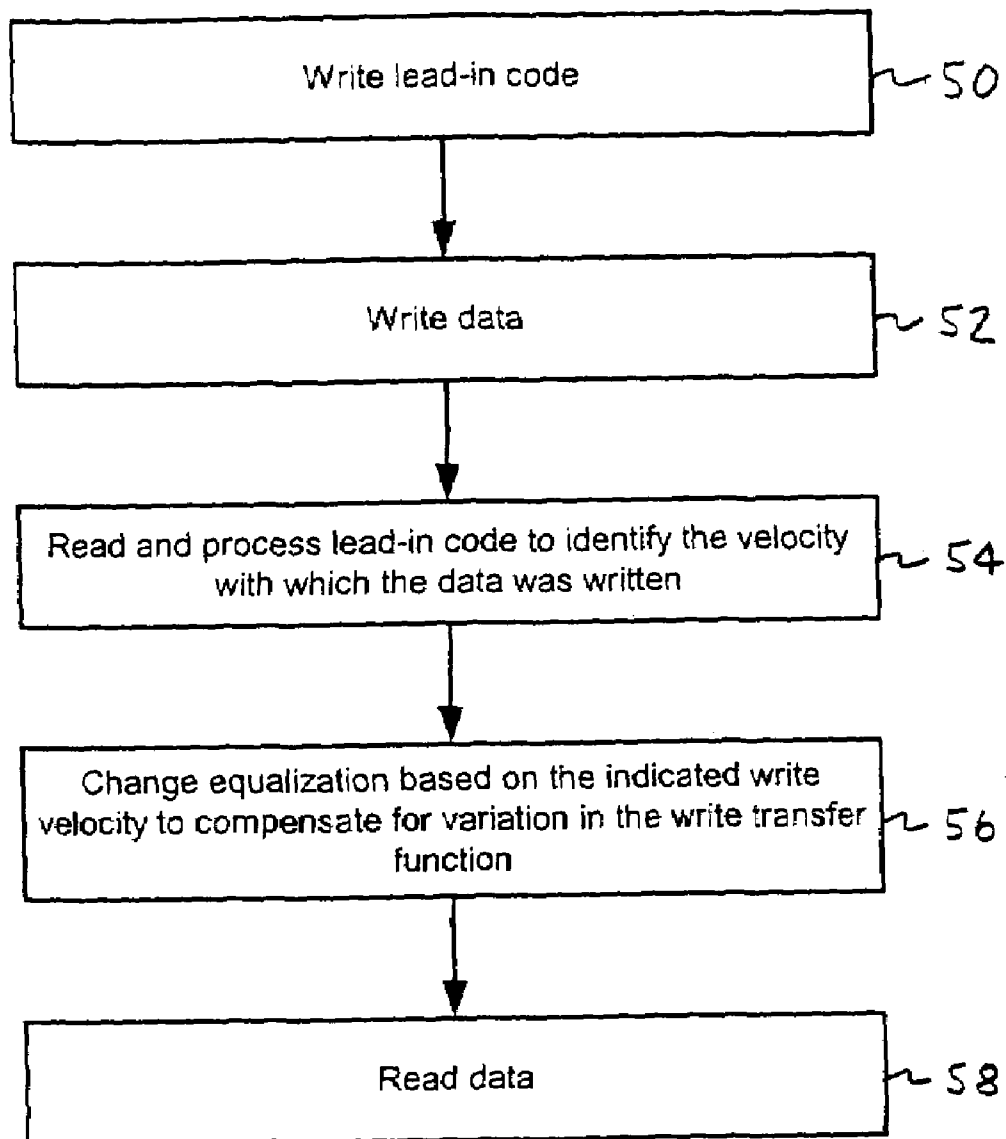 Write lead-in code
50
Write data
52
Read and process lead-in code to identify the velocity
with which the data was written
54
Change equalization based on the indicated write
velocity to compensate for variation in the write transfer
function
56
Read data
58